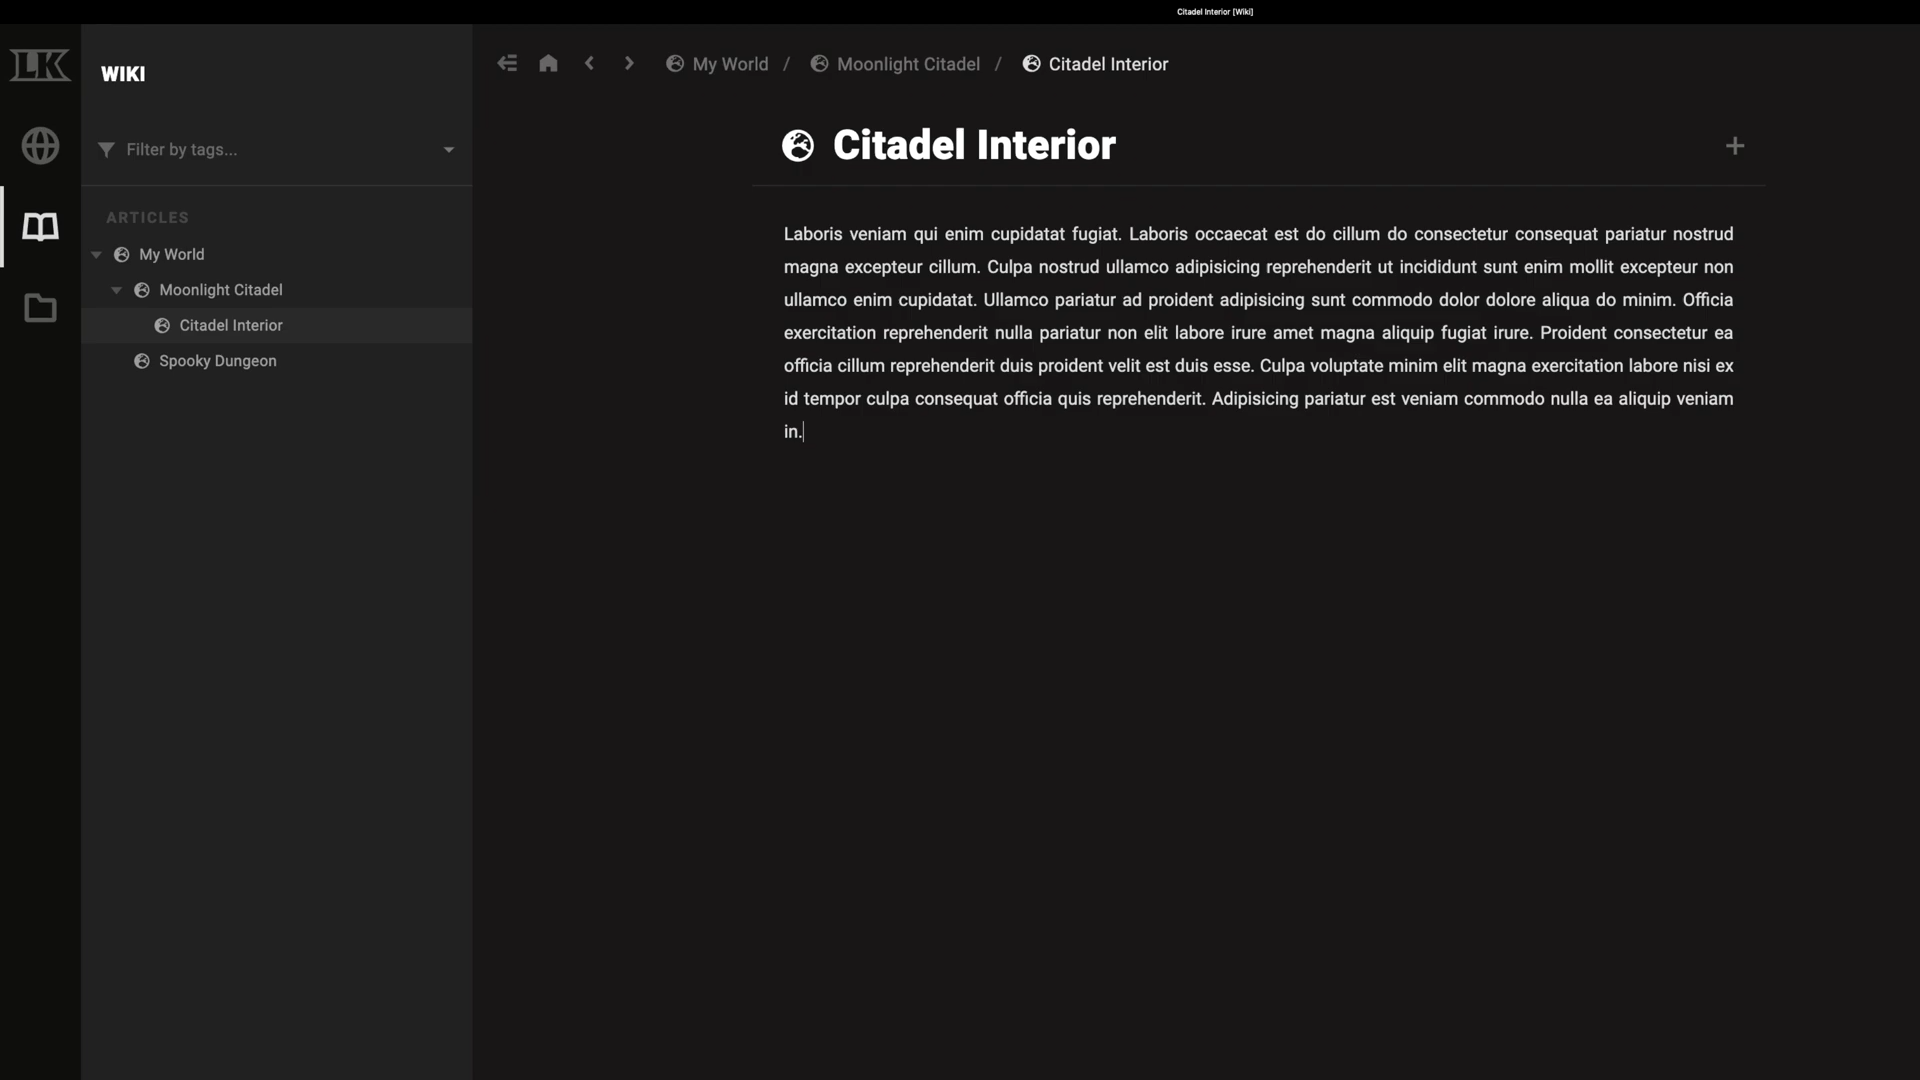 Citadel Interior [Wiki]
LK
WIKI
Filter by tags...
ARTICLES
My World
Moonlight Citadel
Citadel Interior
Spooky Dungeon
My World / Moonlight Citadel / Citadel Interior
Citadel Interior
Laboris veniam qui enim cupidatat fugiat. Laboris occaecat est do cillum do consectetur consequat pariatur nostrud
magna excepteur cillum. Culpa nostrud ullamco adipisicing reprehenderit ut incididunt sunt enim mollit excepteur non
ullamco enim cupidatat. Ullamco pariatur ad proident adipisicing sunt commodo dolor dolore aliqua do minim. Officia
exercitation reprehenderit nulla pariatur non elit labore irure amet magna aliquip fugiat irure. Proident consectetur ea
officia cillum reprehenderit duis proident velit est duis esse. Culpa voluptate minim elit magna exercitation labore nisi ex
id tempor culpa consequat officia quis reprehenderit. Adipisicing pariatur est veniam commodo nulla ea aliquip veniam
in.